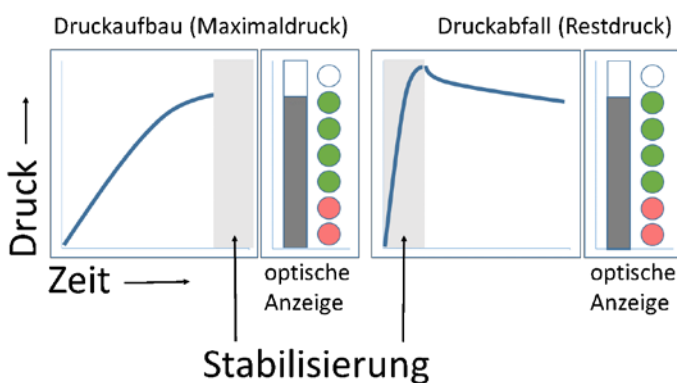 Druckaufbau (Maximaldruck)
Druckabfall (Restdruck)
Druck
Zeit
optische
Anzeige
optische
Anzeige
Stabilisierung